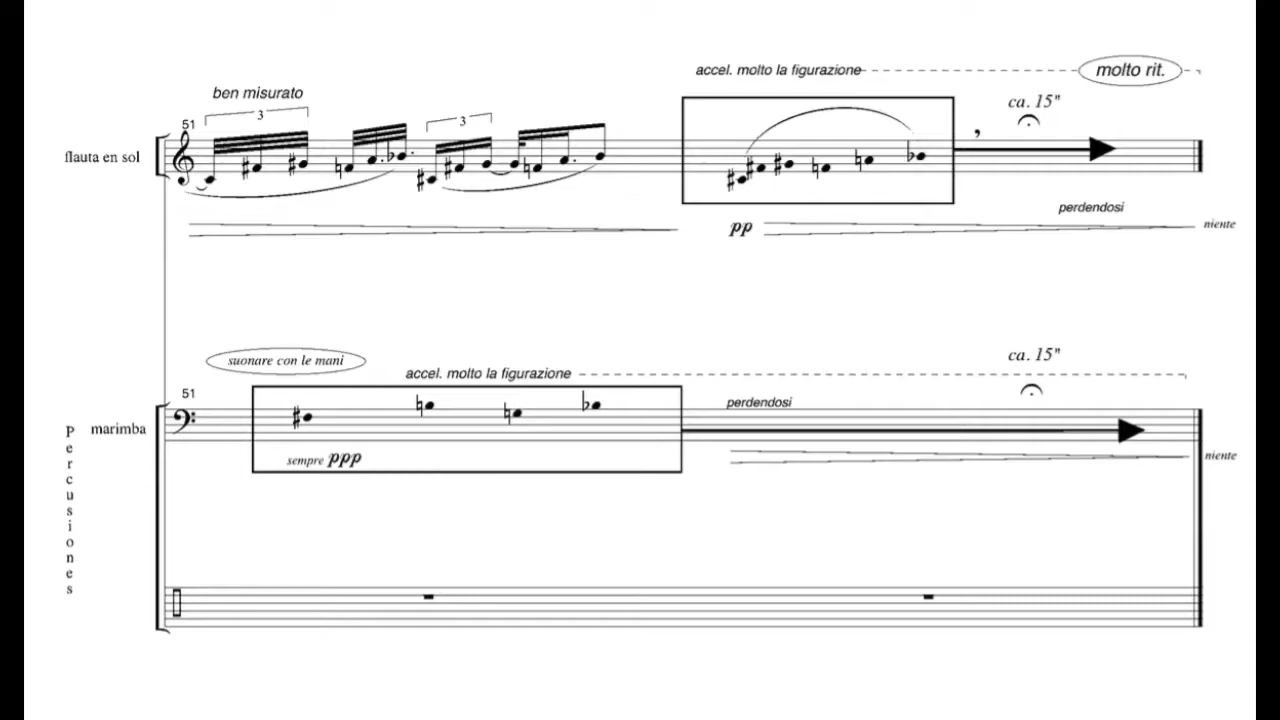 accel. molto la figurazione
molto rit.
ben misurato
3
3
ca. 15"
51
,
flauta en sol
perdendosi
pp
niente
suonare con le mani
ca. 15"
accel. molto la figurazione
51
perdendosi
marimba
sempre ppp
niente
Percusiones